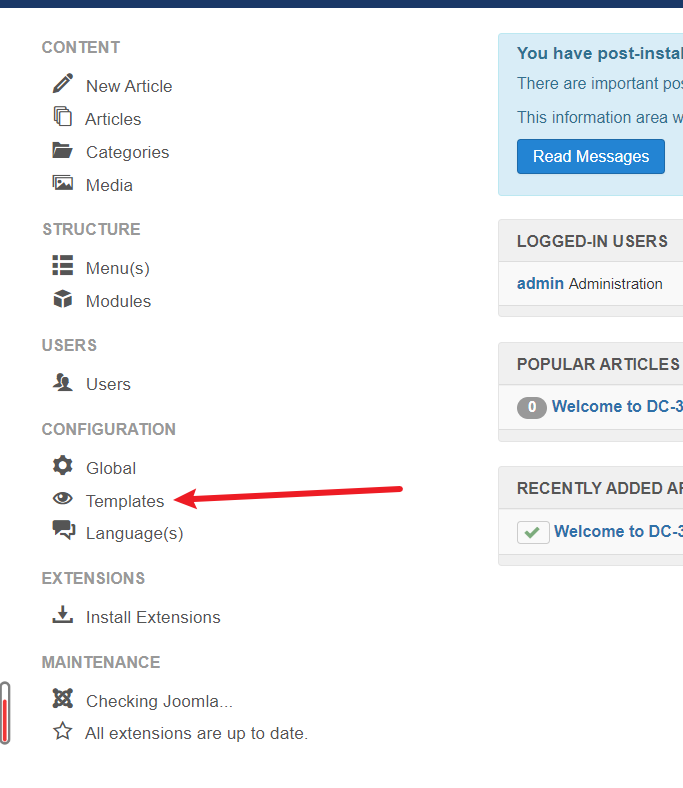 CONTENT
New Article
Articles
Categories
Media
STRUCTURE
Menu(s)
Modules
USERS
Users
CONFIGURATION
Global
Templates
Language(s)
EXTENSIONS
Install Extensions
MAINTENANCE
Checking Joomla...
All extensions are up to date.
You have post-instal
There are important pos
This information area w
Read Messages
LOGGED-IN USERS
admin Administration
POPULAR ARTICLES
0 Welcome to DC-3
RECENTLY ADDED AR
Welcome to DC-3